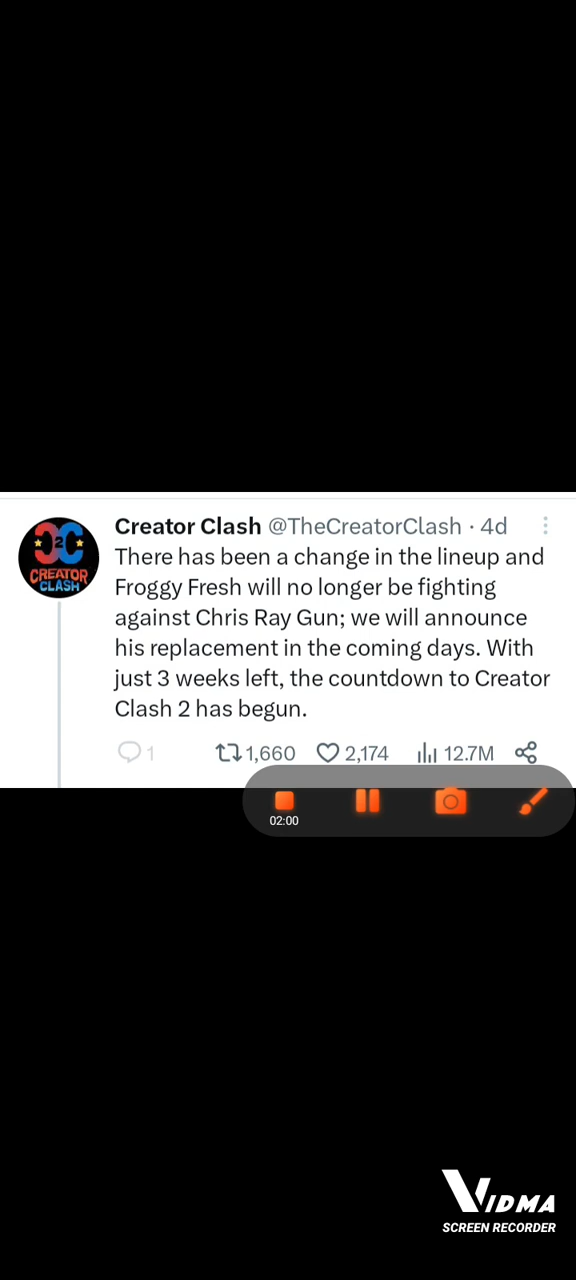 Creator Clash @TheCreatorClash · 4d
There has been a change in the lineup and
Froggy Fresh will no longer be fighting
against Chris Ray Gun; we will announce
his replacement in the coming days. With
just 3 weeks left, the countdown to Creator
Clash 2 has begun.
1 1,660 2,174 12.7M
C2C
CREATOR
CLASH
02:00
VIDMA
SCREEN RECORDER